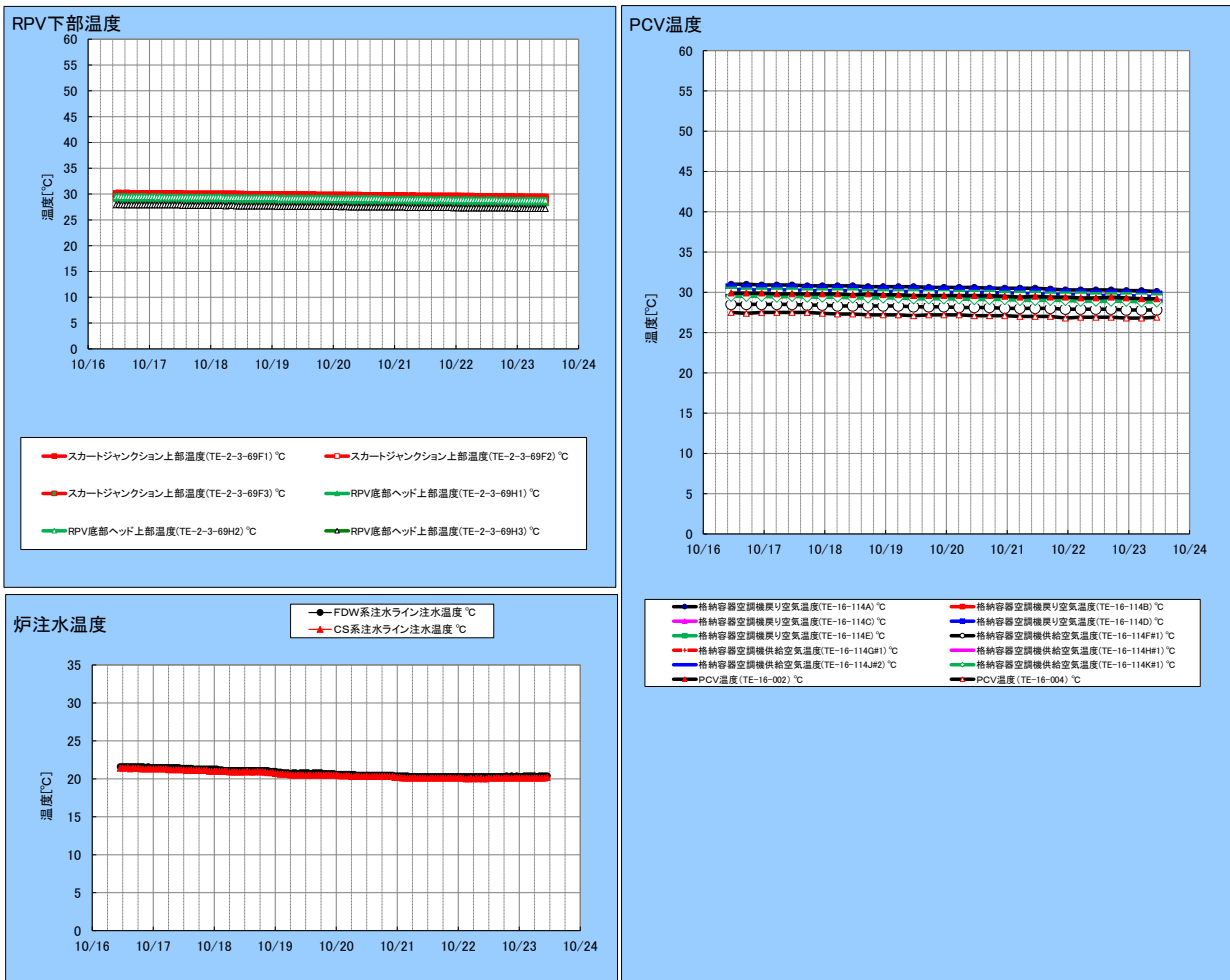 RPV下部温度
60
55
50
45
40
35
30
25
20
15
10
5
0
温度[℃]
10/16 10/17 10/18 10/19 10/20 10/21 10/22 10/23 10/24
スカートジャンクション上部温度(TE-2-3-69F1) ℃ スカートジャンクション上部温度(TE-2-3-69F2) ℃
スカートジャンクション上部温度(TE-2-3-69F3) ℃ RPV底部ヘッド上部温度(TE-2-3-69H1) ℃
RPV底部ヘッド上部温度(TE-2-3-69H2) ℃ RPV底部ヘッド上部温度(TE-2-3-69H3) ℃
炉注水温度
FDW系注水ライン注水温度 ℃
CS系注水ライン注水温度 ℃
35
30
25
20
15
10
5
0
温度[℃]
10/16 10/17 10/18 10/19 10/20 10/21 10/22 10/23 10/24
PCV温度
60
55
50
45
40
35
30
25
20
15
10
5
0
温度[℃]
10/16 10/17 10/18 10/19 10/20 10/21 10/22 10/23 10/24
格納容器空調機戻り空気温度(TE-16-114A) ℃ 格納容器空調機戻り空気温度(TE-16-114B) ℃
格納容器空調機戻り空気温度(TE-16-114C) ℃ 格納容器空調機戻り空気温度(TE-16-114D) ℃
格納容器空調機戻り空気温度(TE-16-114E) ℃ 格納容器空調機供給空気温度(TE-16-114F#1) ℃
格納容器空調機供給空気温度(TE-16-114G#1) ℃ 格納容器空調機供給空気温度(TE-16-114H#1) ℃
格納容器空調機供給空気温度(TE-16-114J#2) ℃ 格納容器空調機供給空気温度(TE-16-114K#1) ℃
PCV温度(TE-16-002) ℃ PCV温度(TE-16-004) ℃